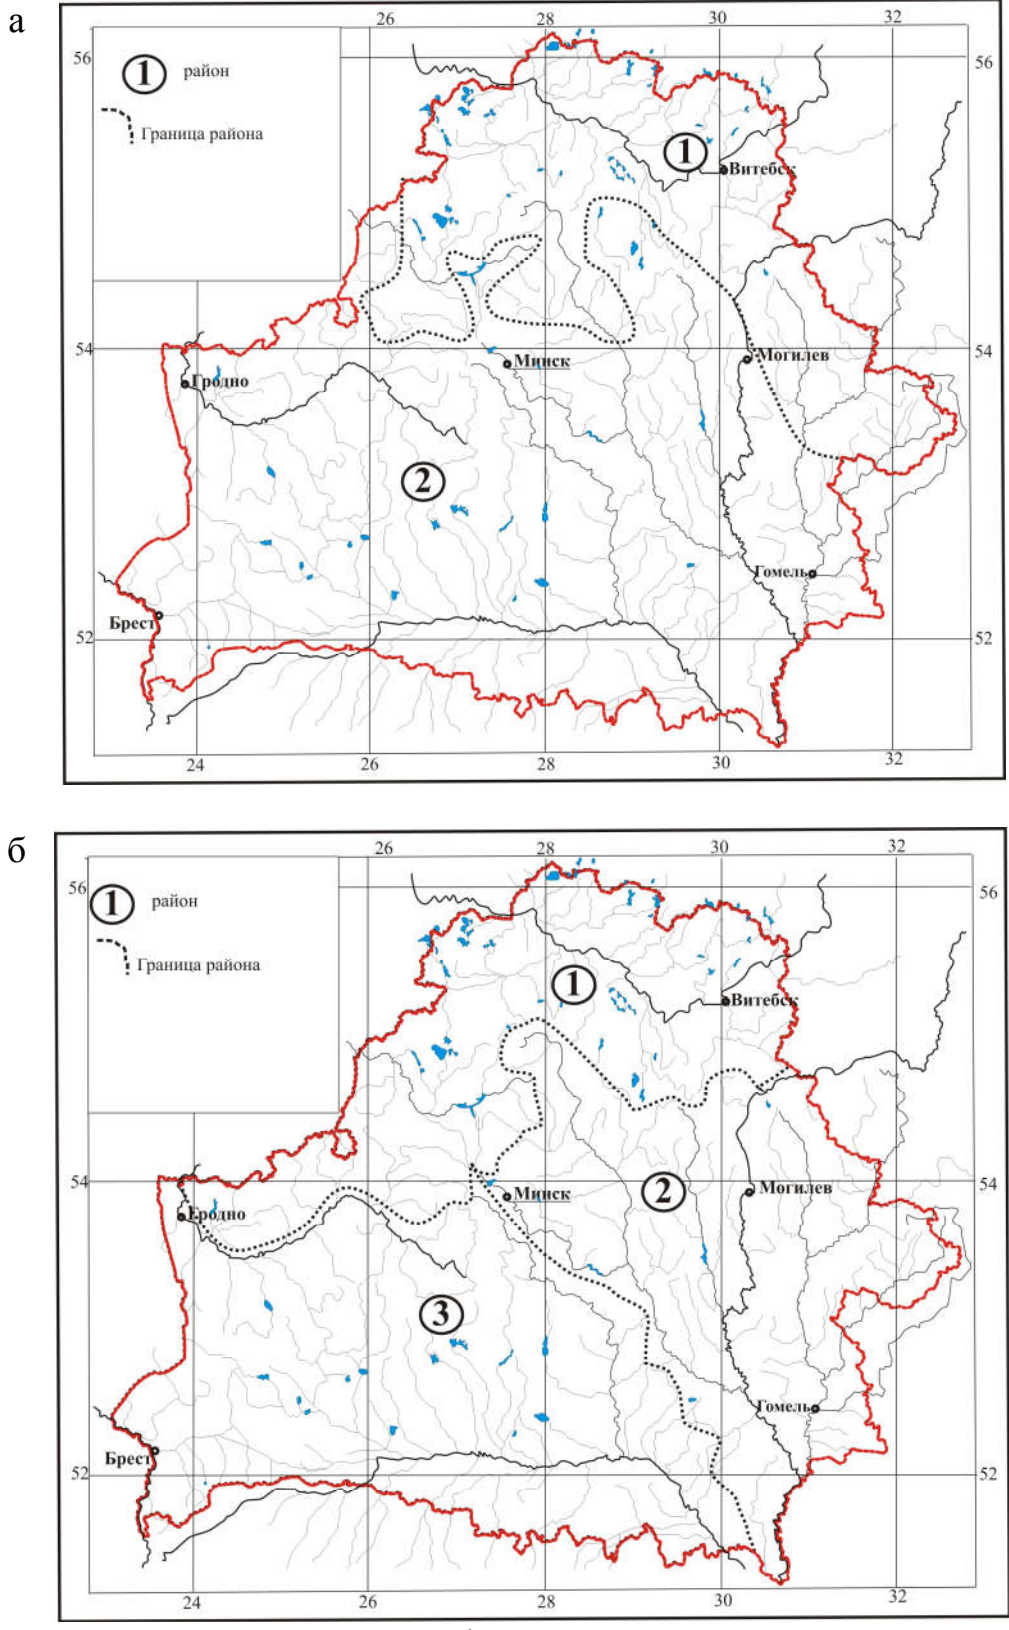 а
26
28
30
56
56
1 район
Граница района
1
Витебск
54
54
Минск
Могилев
Гродно
2
Гомель
Брест
52
52
24
26
28
30
32
б
26
28
30
32
56
56
1 район
Граница района
1
Витебск
54
54
Минск
2
Могилев
Гродно
3
Гомель
Брест
52
52
24
26
28
30
32